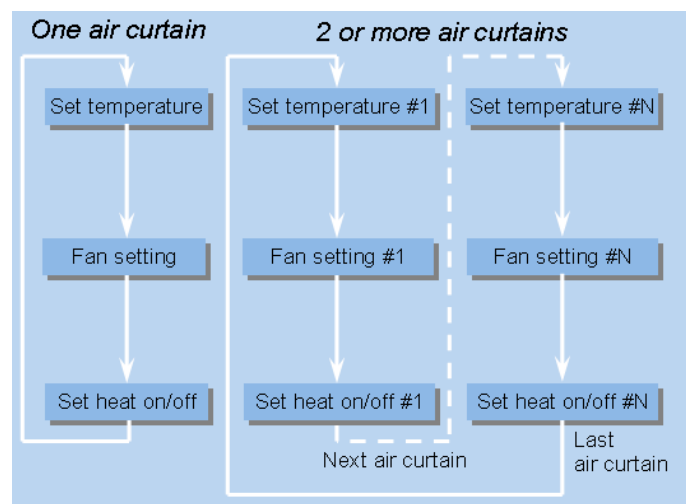 One air curtain
2 or more air curtains
Set temperature
Set temperature #1
Set temperature #N
Fan setting
Fan setting #1
Fan setting #N
Set heat on/off
Set heat on/off #1
Set heat on/off #N
Next air curtain
Last
air curtain